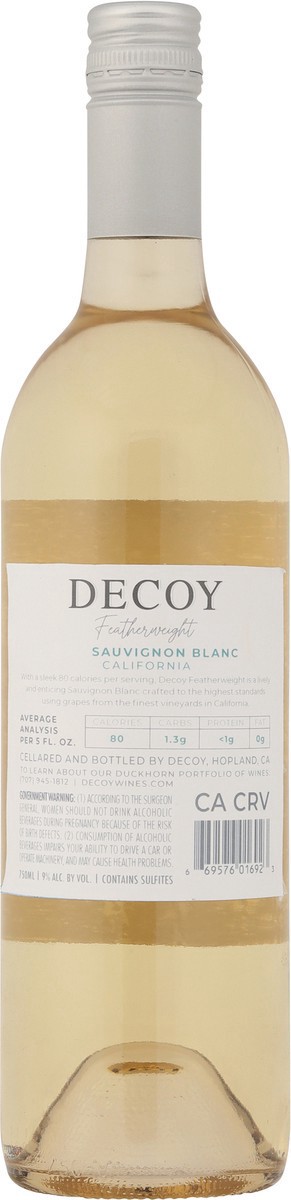 DECOY
Featherweight
SAUVIGNON BLANC
CALIFORNIA
With a sleek 80 calories per serving, Decoy Featherweight is a lively
and enticing Sauvignon Blanc crafted to the highest standards
using grapes from the finest vineyards in California.
AVERAGE ANALYSIS PER 5 FL. OZ.
CALORIES CARBS PROTEIN FAT
80 1.3g <1g 0g
CELLARED AND BOTTLED BY DECOY, HOPLAND, CA
TO LEARN ABOUT OUR DUCKHORN PORTFOLIO OF WINES,
(707) 945-1812 | DECOYWINES.COM
GOVERNMENT WARNING: (1) ACCORDING TO THE SURGEON
GENERAL, WOMEN SHOULD NOT DRINK ALCOHOLIC
BEVERAGES DURING PREGNANCY BECAUSE OF THE RISK
OF BIRTH DEFECTS. (2) CONSUMPTION OF ALCOHOLIC
BEVERAGES IMPAIRS YOUR ABILITY TO DRIVE A CAR OR
OPERATE MACHINERY, AND MAY CAUSE HEALTH PROBLEMS.
750ML | 9% ALC. BY VOL. | CONTAINS SULFITES
CA CRV
6 69576 01692